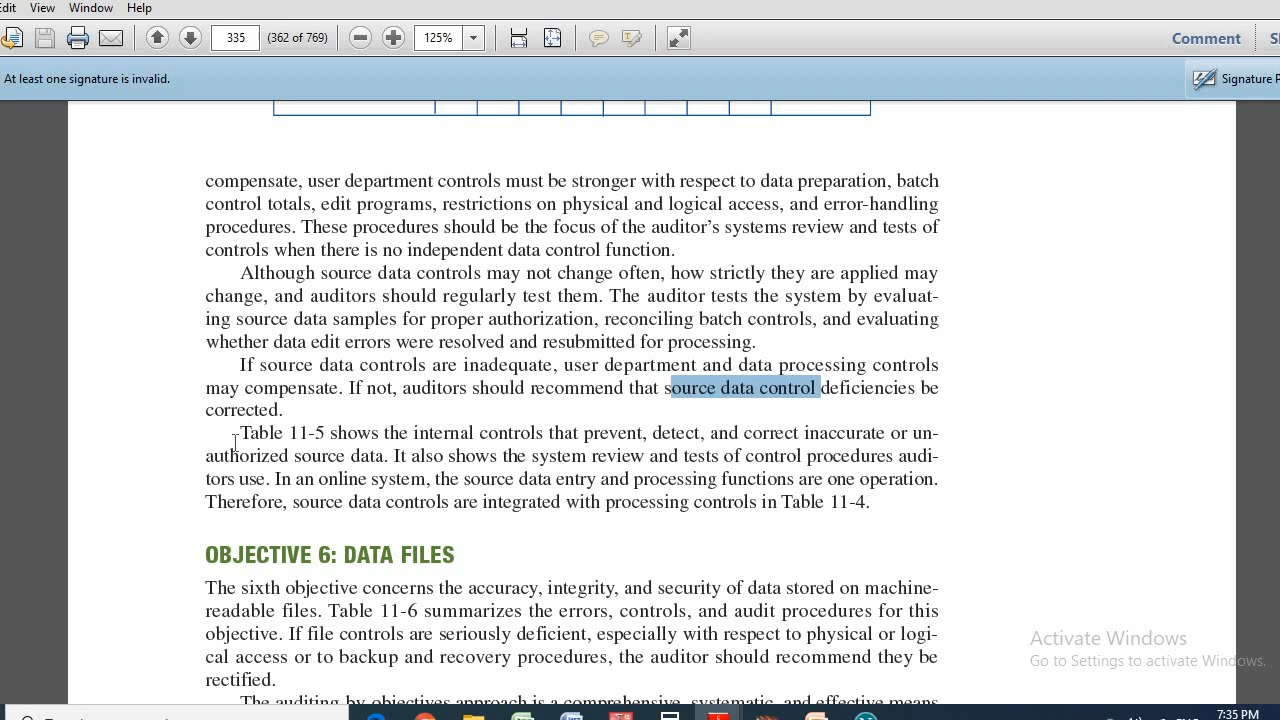 Edit View Window Help
335 (362 of 769) 125% Comment
At least one signature is invalid. Signature
compensate, user department controls must be stronger with respect to data preparation, batch
control totals, edit programs, restrictions on physical and logical access, and error-handling
procedures. These procedures should be the focus of the auditor's systems review and tests of
controls when there is no independent data control function.
Although source data controls may not change often, how strictly they are applied may
change, and auditors should regularly test them. The auditor tests the system by evaluat-
ing source data samples for proper authorization, reconciling batch controls, and evaluating
whether data edit errors were resolved and resubmitted for processing.
If source data controls are inadequate, user department and data processing controls
may compensate. If not, auditors should recommend that source data control deficiencies be
corrected.
Table 11-5 shows the internal controls that prevent, detect, and correct inaccurate or un-
authorized source data. It also shows the system review and tests of control procedures audi-
tors use. In an online system, the source data entry and processing functions are one operation.
Therefore, source data controls are integrated with processing controls in Table 11-4.
OBJECTIVE 6: DATA FILES
The sixth objective concerns the accuracy, integrity, and security of data stored on machine-
readable files. Table 11-6 summarizes the errors, controls, and audit procedures for this
objective. If file controls are seriously deficient, especially with respect to physical or logi-
cal access or to backup and recovery procedures, the auditor should recommend they be
rectified.
The auditing by objectives approach is a comprehensive, systematic, and effective means
Activate Windows
Go to Settings to activate Windows.
7:35 PM